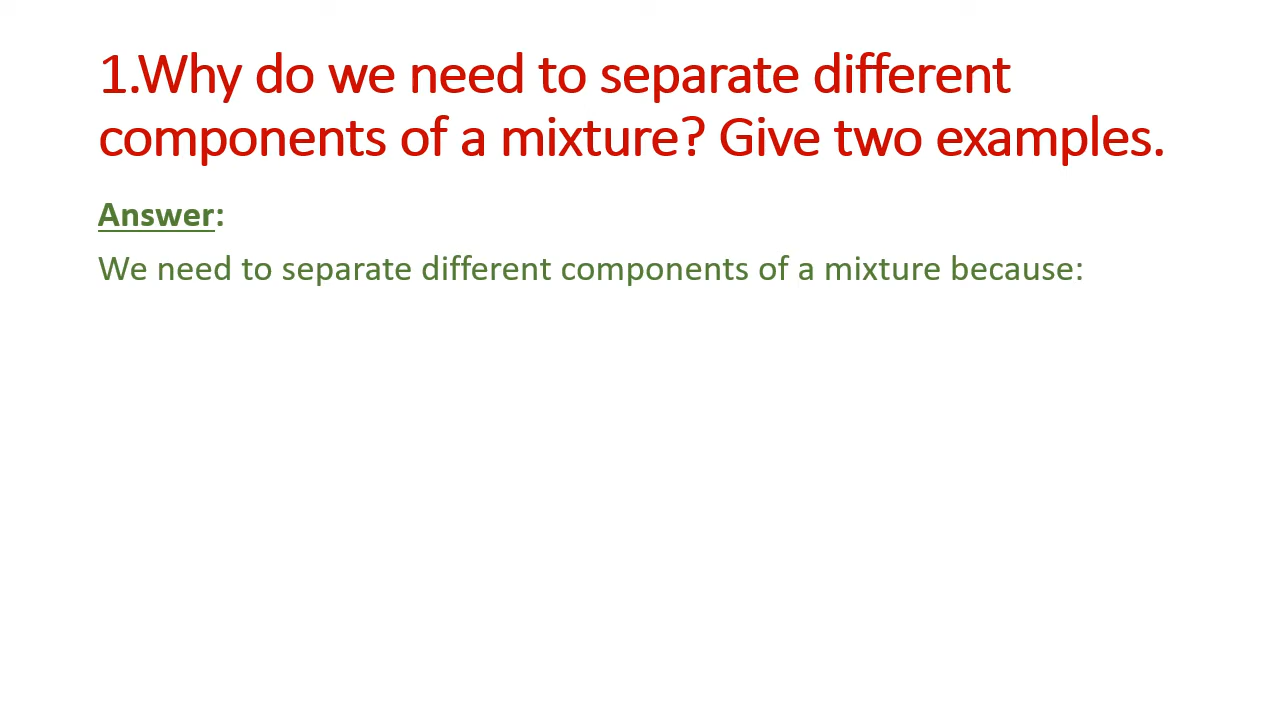 1.Why do we need to separate different
components of a mixture? Give two examples.
Answer:
We need to separate different components of a mixture because: